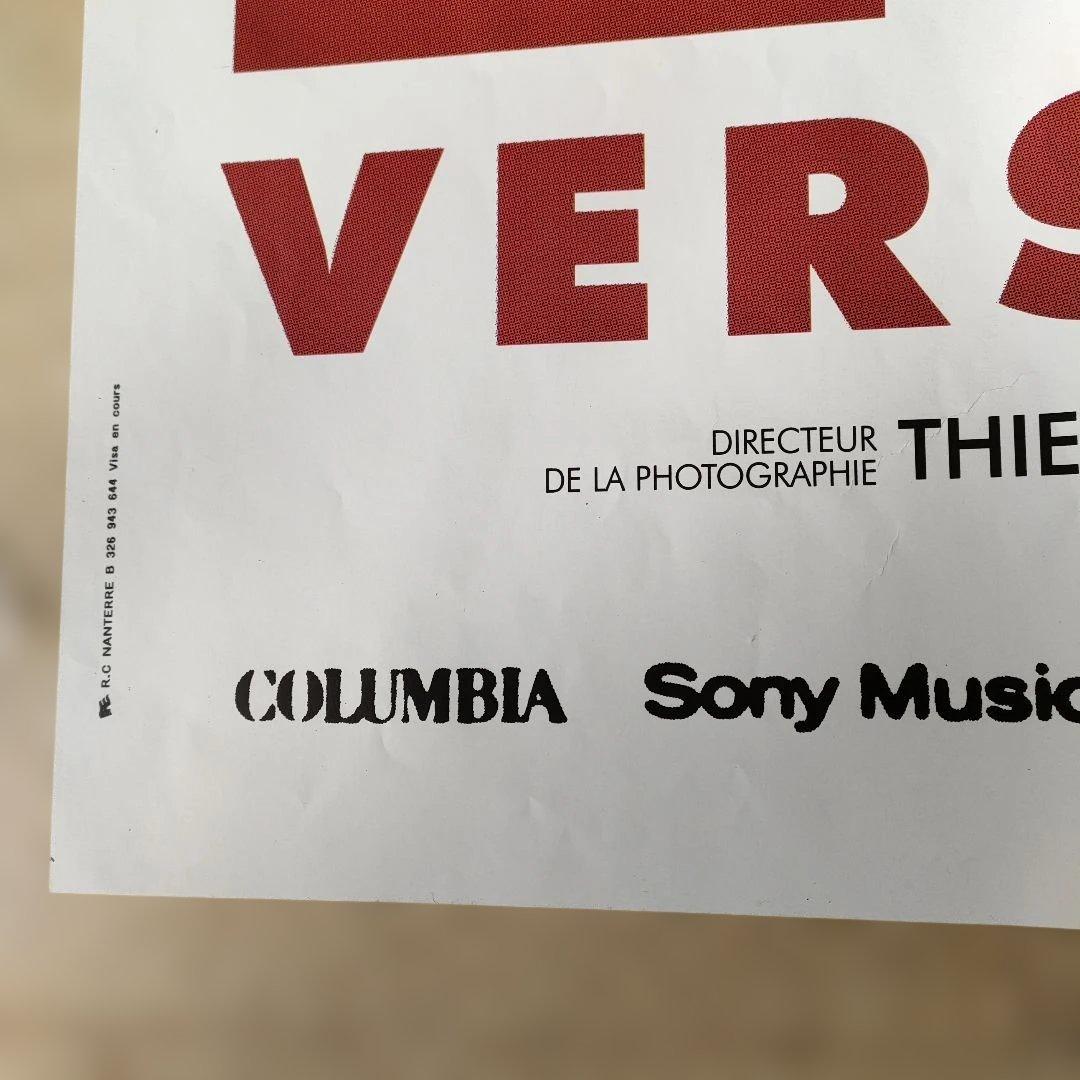 VERS
DIRECTEUR
DE LA PHOTOGRAPHIE THIE
COLUMBIA Sony Music
R.C NANTERRE B 326 943 644 Visa en cours